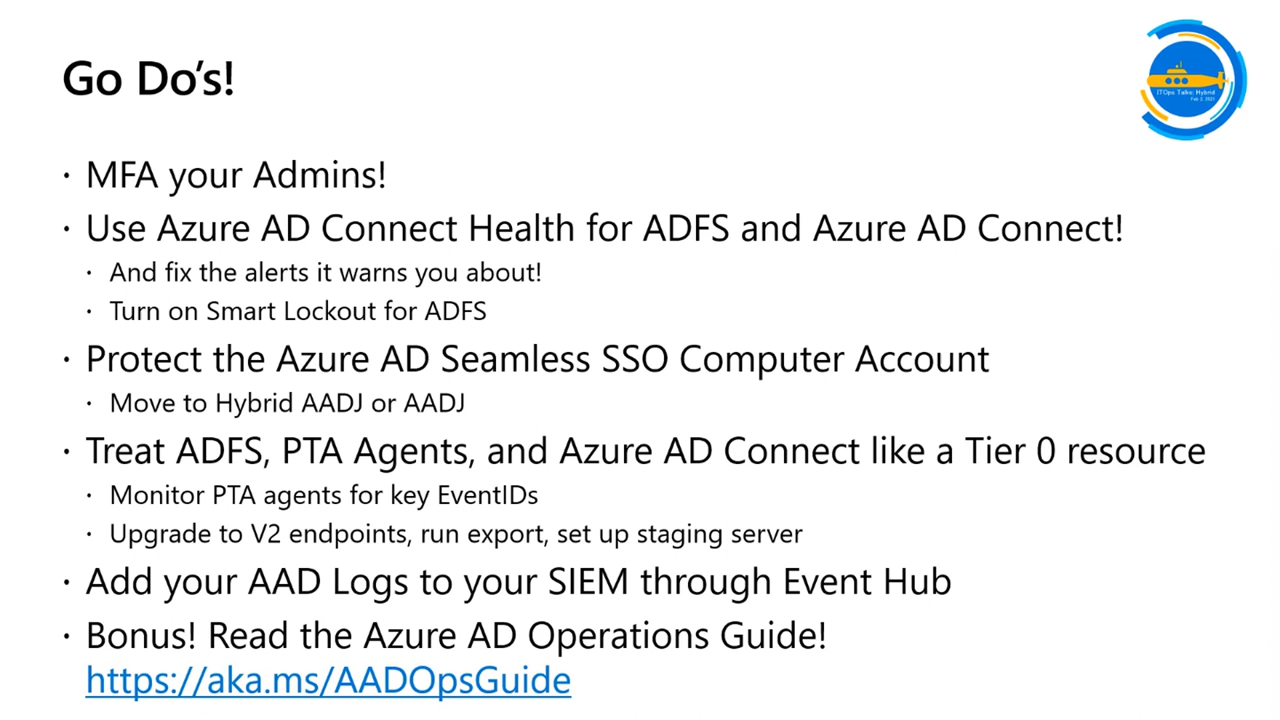 Go Do's!
ITOps Talks: Hybrid
Feb 2, 2021
• MFA your Admins!
• Use Azure AD Connect Health for ADFS and Azure AD Connect!
• And fix the alerts it warns you about!
• Turn on Smart Lockout for ADFS
• Protect the Azure AD Seamless SSO Computer Account
• Move to Hybrid AADJ or AADJ
• Treat ADFS, PTA Agents, and Azure AD Connect like a Tier 0 resource
• Monitor PTA agents for key EventIDs
• Upgrade to V2 endpoints, run export, set up staging server
• Add your AAD Logs to your SIEM through Event Hub
• Bonus! Read the Azure AD Operations Guide!
https://aka.ms/AADOpsGuide